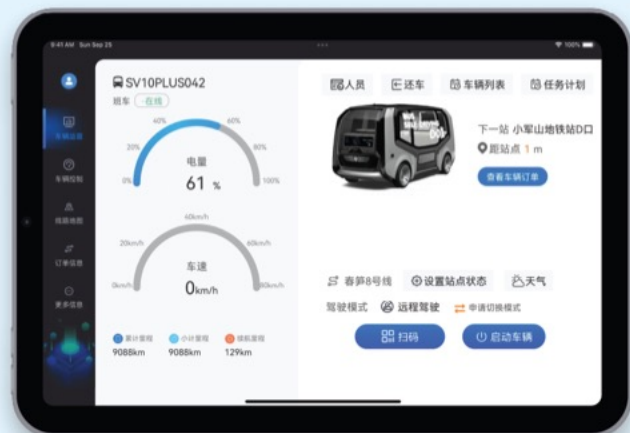 9:41 AM Sun Sep 25
100%
SV10PLUS042
班车 在线
人员 还车 车辆列表 任务计划
车辆运营
车辆控制
线路地图
订单信息
更多信息
0% 20% 40% 60% 80% 100%
电量
61 %
0km/h 20km/h 40km/h 60km/h 80km/h
车速
0km/h
累计里程 小计里程 续航里程
9088km 9088km 129km
下一站 小军山地铁站D口
距站点 1 m
查看车辆订单
春笋8号线 设置站点状态 天气
驾驶模式 远程驾驶 申请切换模式
扫码 启动车辆